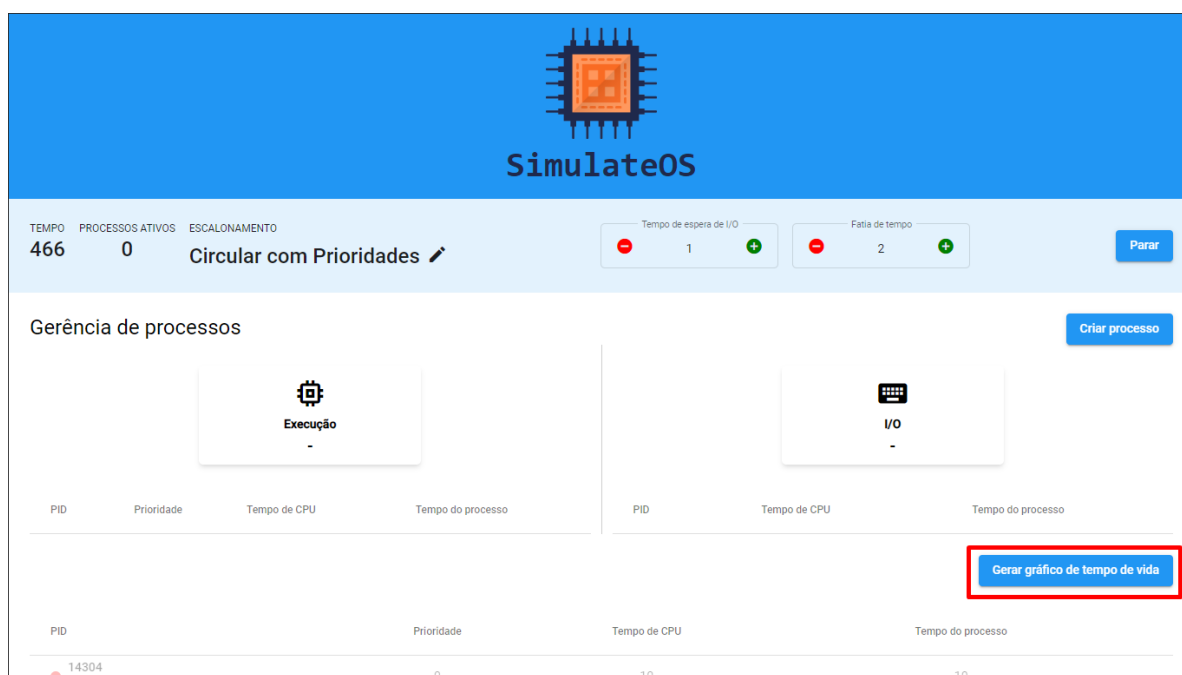 SimulateOS
TEMPO PROCESSOS ATIVOS ESCALONAMENTO
466 0 Circular com Prioridades
Tempo de espera de I/O
1
Fatia de tempo
2
Parar
Gerência de processos
Criar processo
Execução
-
I/O
-
PID Prioridade Tempo de CPU Tempo do processo
PID Tempo de CPU Tempo do processo
Gerar gráfico de tempo de vida
PID Prioridade Tempo de CPU Tempo do processo
14304